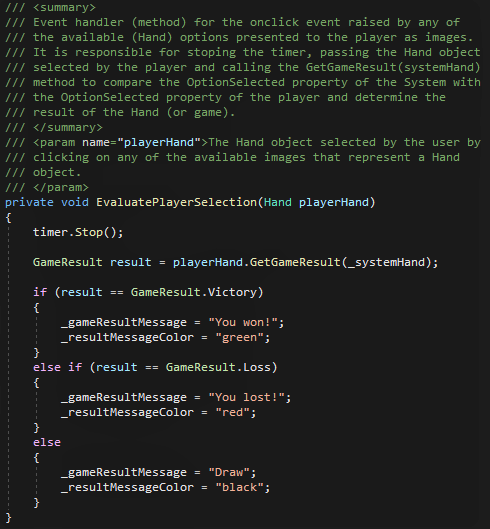 /// <summary>
/// Event handler (method) for the onclick event raised by any of
/// the available (Hand) options presented to the player as images.
/// It is responsible for stoping the timer, passing the Hand object
/// selected by the player and calling the GetGameResult(systemHand)
/// method to compare the OptionSelected property of the System with
/// the OptionSelected property of the player and determine the
/// result of the Hand (or game).
/// </summary>
/// <param name="playerHand">The Hand object selected by the user by
/// clicking on any of the available images that represent a Hand
/// object.
/// </param>
private void EvaluatePlayerSelection(Hand playerHand)
{
    timer.Stop();

    GameResult result = playerHand.GetGameResult(_systemHand);

    if (result == GameResult.Victory)
    {
        _gameResultMessage = "You won!";
        _resultMessageColor = "green";
    }
    else if (result == GameResult.Loss)
    {
        _gameResultMessage = "You lost!";
        _resultMessageColor = "red";
    }
    else
    {
        _gameResultMessage = "Draw";
        _resultMessageColor = "black";
    }
}